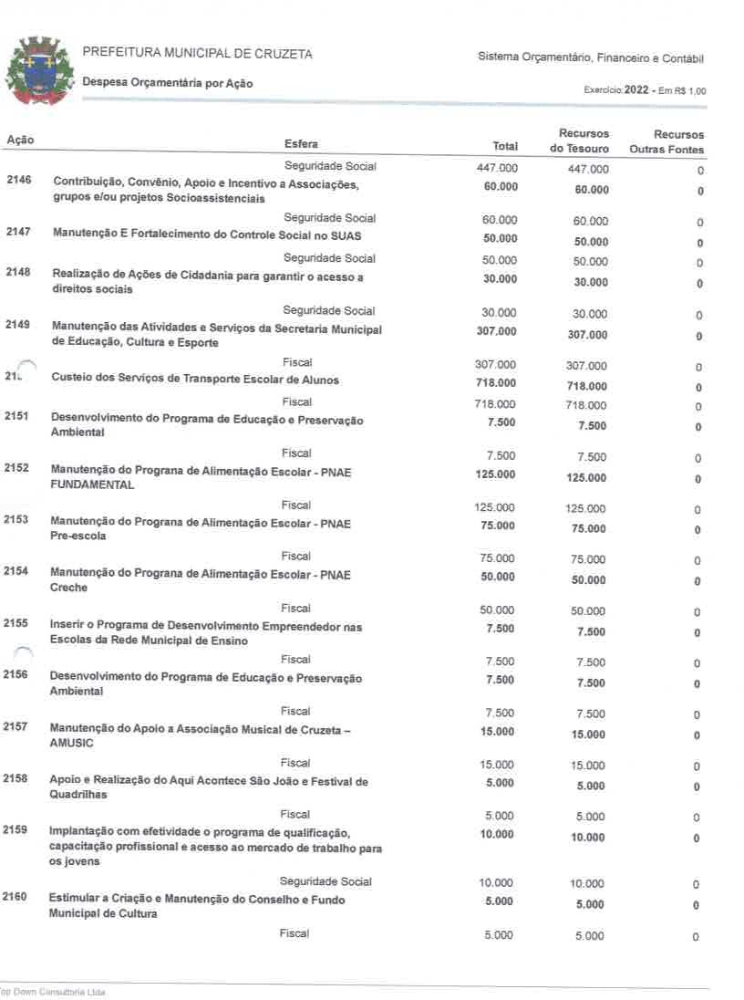 PREFEITURA MUNICIPAL DE CRUZETA
Sistema Orçamentário, Financeiro e Contábil
Despesa Orçamentária por Ação
Exercício: 2022 - Em R$ 1,00
Ação Esfera Total Recursos do Tesouro Recursos Outras Fontes
Seguridade Social 447.000 447.000 0
2146 Contribuição, Convênio, Apoio e Incentivo a Associações, 60.000 60.000 0
grupos e/ou projetos Socioassistenciais
Seguridade Social 60.000 60.000 0
2147 Manutenção E Fortalecimento do Controle Social no SUAS 50.000 50.000 0
Seguridade Social 50.000 50.000 0
2148 Realização de Ações de Cidadania para garantir o acesso a 30.000 30.000 0
direitos sociais
Seguridade Social 30.000 30.000 0
2149 Manutenção das Atividades e Serviços da Secretaria Municipal 307.000 307.000 0
de Educação, Cultura e Esporte
Fiscal 307.000 307.000 0
Custeio dos Serviços de Transporte Escolar de Alunos 718.000 718.000 0
Fiscal 718.000 718.000 0
2151 Desenvolvimento do Programa de Educação e Preservação 7.500 7.500 0
Ambiental
Fiscal 7.500 7.500 0
2152 Manutenção do Prograna de Alimentação Escolar - PNAE 125.000 125.000 0
FUNDAMENTAL
Fiscal 125.000 125.000 0
2153 Manutenção do Prograna de Alimentação Escolar - PNAE 75.000 75.000 0
Pre-escola
Fiscal 75.000 75.000 0
2154 Manutenção do Prograna de Alimentação Escolar - PNAE 50.000 50.000 0
Creche
Fiscal 50.000 50.000 0
2155 Inserir o Programa de Desenvolvimento Empreendedor nas 7.500 7.500 0
Escolas da Rede Municipal de Ensino
Fiscal 7.500 7.500 0
2156 Desenvolvimento do Programa de Educação e Preservação 7.500 7.500 0
Ambiental
Fiscal 7.500 7.500 0
2157 Manutenção do Apoio a Associação Musical de Cruzeta – 15.000 15.000 0
AMUSIC
Fiscal 15.000 15.000 0
2158 Apoio e Realização do Aqui Acontece São João e Festival de 5.000 5.000 0
Quadrilhas
Fiscal 5.000 5.000 0
2159 Implantação com efetividade o programa de qualificação, 10.000 10.000 0
capacitação profissional e acesso ao mercado de trabalho para
os jovens
Seguridade Social 10.000 10.000 0
2160 Estimular a Criação e Manutenção do Conselho e Fundo 5.000 5.000 0
Municipal de Cultura
Fiscal 5.000 5.000 0
Down Consultoria Ltda